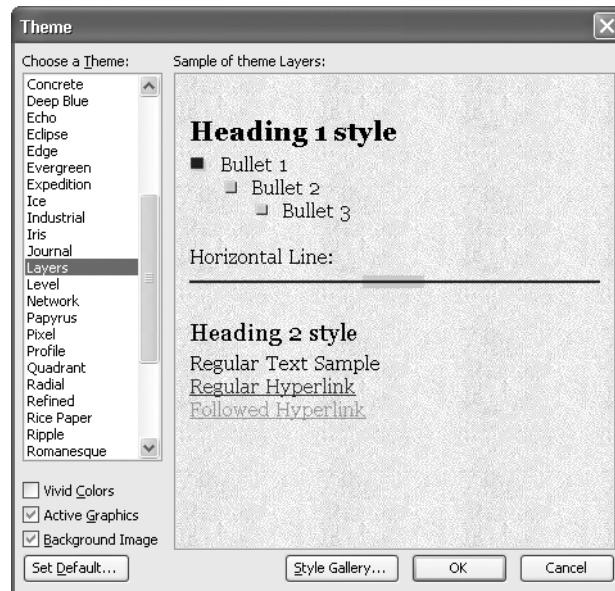 Theme
Choose a Theme:
Concrete
Deep Blue
Echo
Eclipse
Edge
Evergreen
Expedition
Ice
Industrial
Iris
Journal
Layers
Level
Network
Papyrus
Pixel
Profile
Quadrant
Radial
Refined
Rice Paper
Ripple
Romanesque
Vivid Colors
Active Graphics
Background Image
Set Default...
Sample of theme Layers:
Heading 1 style
Bullet 1
Bullet 2
Bullet 3
Horizontal Line:
Heading 2 style
Regular Text Sample
Regular Hyperlink
Followed Hyperlink
Style Gallery...
OK
Cancel